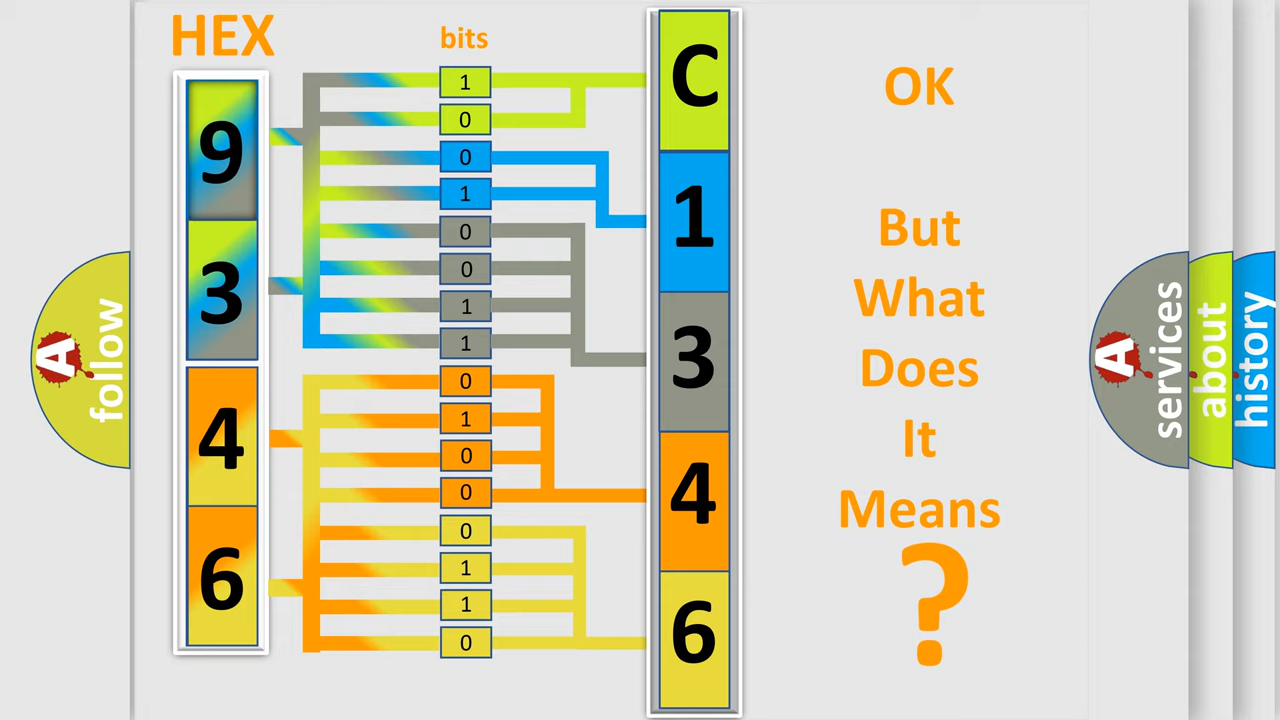 HEX
bits
9
3
4
6
1
0
0
1
0
0
1
1
0
1
0
0
0
1
1
0
C
1
3
4
6
OK
But
What
Does
It
Means
?
A
follow
A
services
about
history